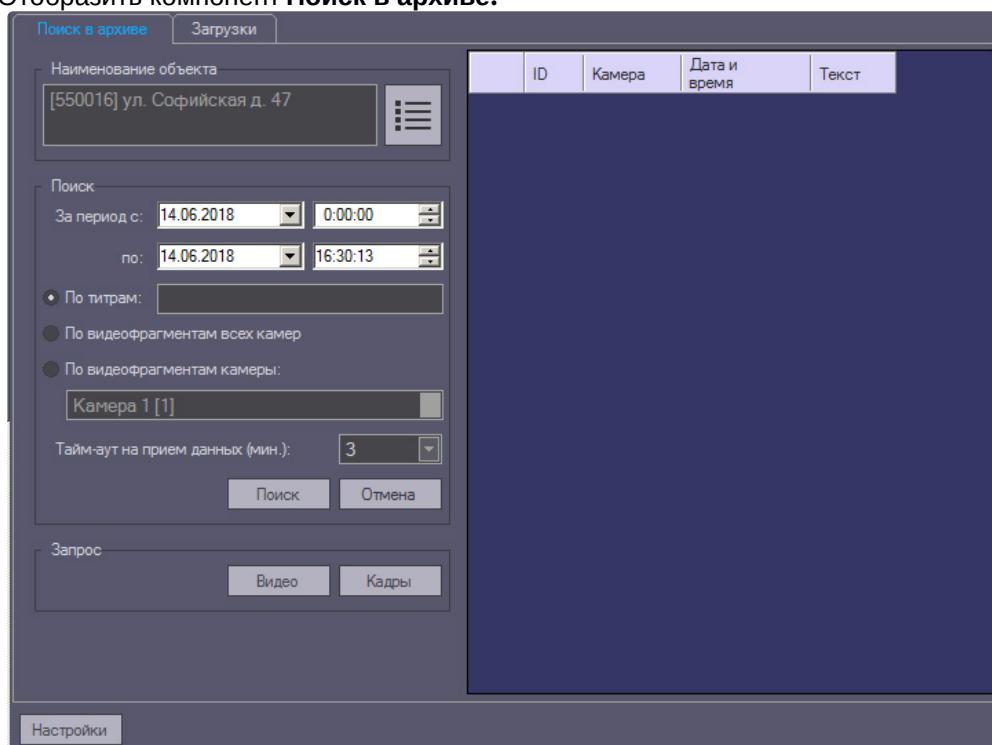 Отобразить компонент Поиск в архиве.
Поиск в архиве Загрузки
Наименование объекта
[550016] ул. Софийская д. 47
ID Камера Дата и время Текст
Поиск
За период с: 14.06.2018 0:00:00
по: 14.06.2018 16:30:13
По титрам:
По видеофрагментам всех камер
По видеофрагментам камеры:
Камера 1 [1]
Тайм-аут на прием данных (мин.): 3
Поиск Отмена
Запрос
Видео Кадры
Настройки